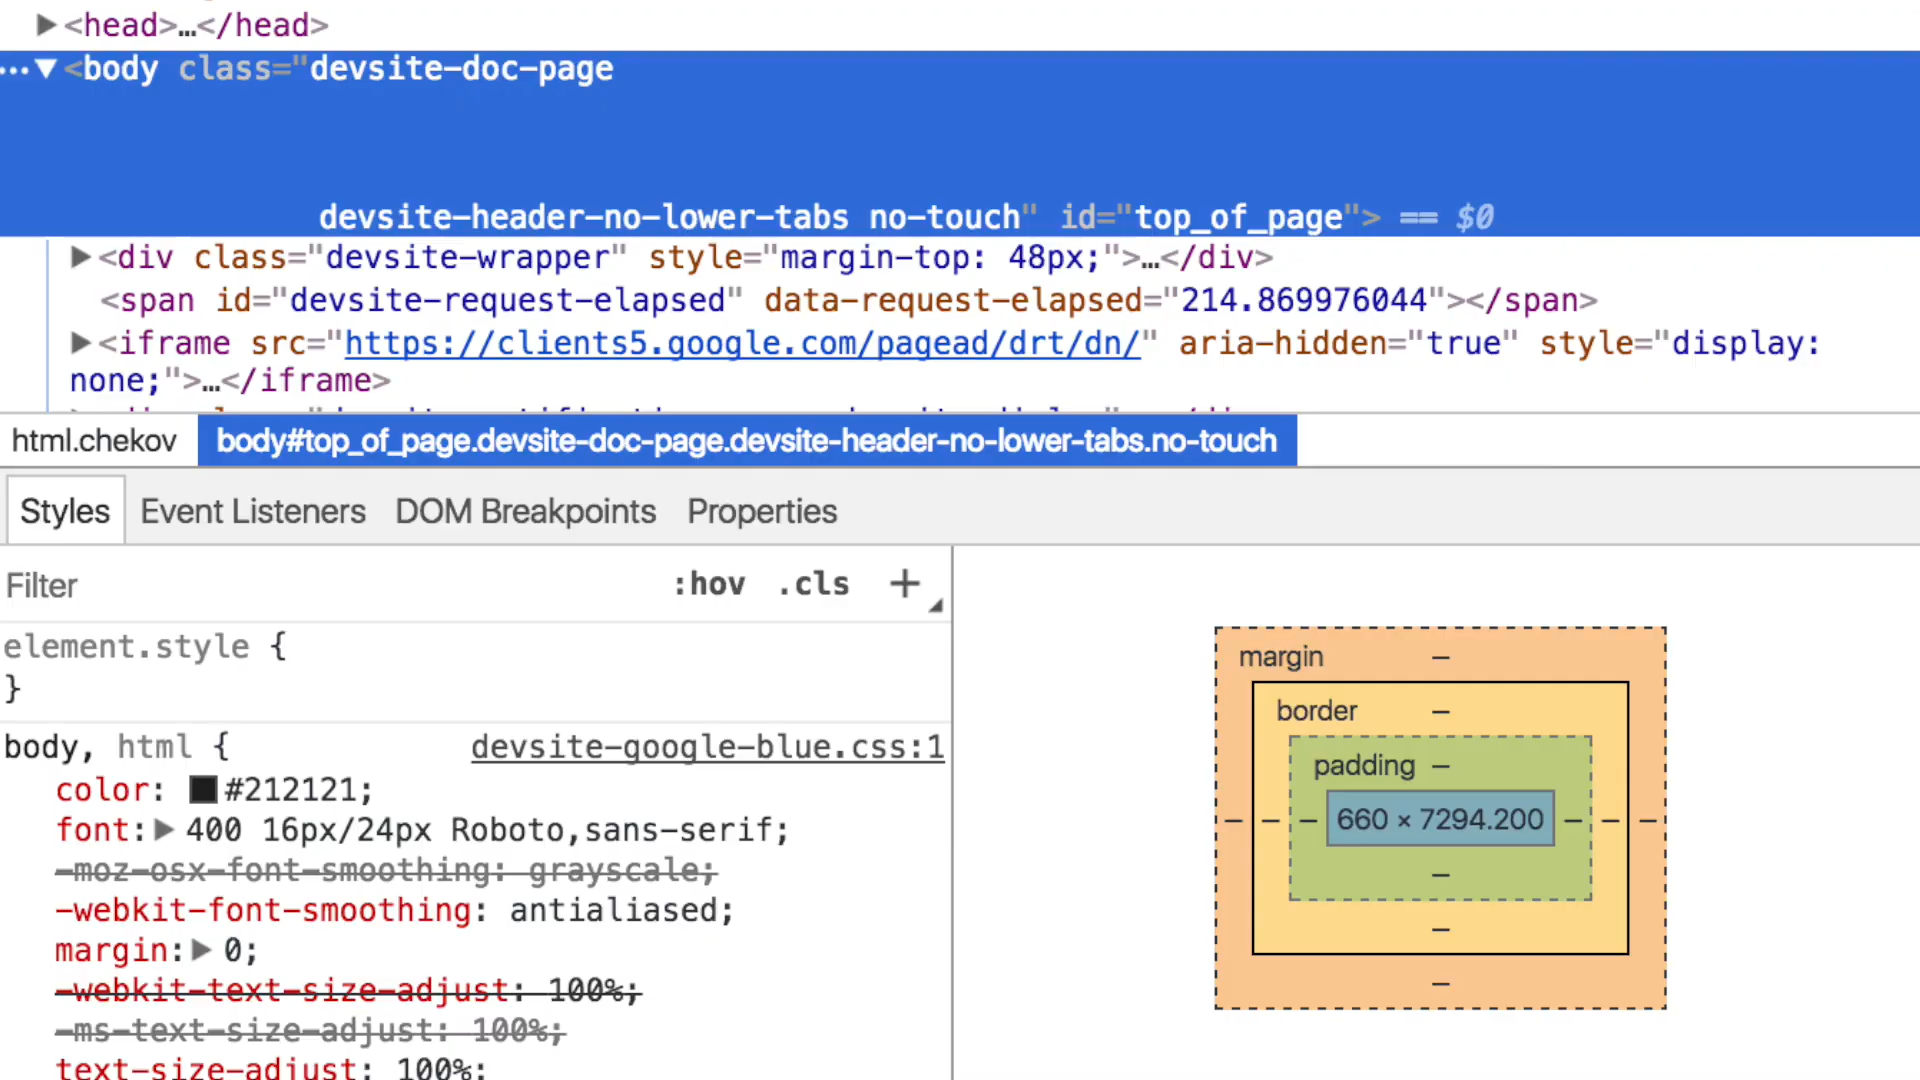 ▶<head>…</head>
…▼<body class="devsite-doc-page
devsite-header-no-lower-tabs no-touch" id="top_of_page"> == $0
▶<div class="devsite-wrapper" style="margin-top: 48px;">…</div>
<span id="devsite-request-elapsed" data-request-elapsed="214.869976044"></span>
▶<iframe src="https://clients5.google.com/pagead/drt/dn/" aria-hidden="true" style="display:
none;">…</iframe>
html.chekov body#top_of_page.devsite-doc-page.devsite-header-no-lower-tabs.no-touch
Styles Event Listeners DOM Breakpoints Properties
Filter :hov .cls +
element.style {
}
body, html { devsite-google-blue.css:1
color: #212121;
font:▶ 400 16px/24px Roboto,sans-serif;
-moz-osx-font-smoothing: grayscale;
-webkit-font-smoothing: antialiased;
margin:▶ 0;
-webkit-text-size-adjust: 100%;
-ms-text-size-adjust: 100%;
text-size-adjust: 100%;
margin –
border –
padding –
– – – 660 × 7294.200 – – –
–
–
–